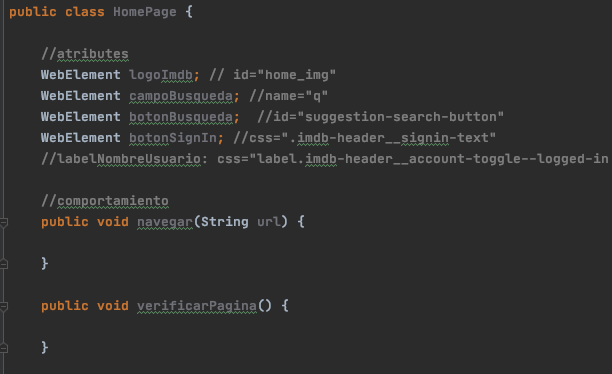 public class HomePage {
//atributes
WebElement logoImdb; // id="home_img"
WebElement campoBusqueda; //name="q"
WebElement botonBusqueda;  //id="suggestion-search-button"
WebElement botonSignIn; //css=".imdb-header__signin-text"
//labelNombreUsuario: css="label.imdb-header__account-toggle--logged-in
//comportamiento
public void navegar(String url) {
}
public void verificarPagina() {
}